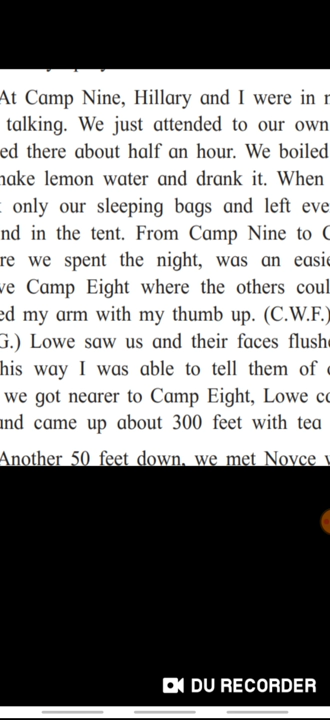 At Camp Nine, Hillary and I were in
talking. We just attended to our own
ed there about half an hour. We boiled
make lemon water and drank it. When
only our sleeping bags and left eve
nd in the tent. From Camp Nine to C
re we spent the night, was an easie
ve Camp Eight where the others coul
ed my arm with my thumb up. (C.W.F.)
G.) Lowe saw us and their faces flushe
his way I was able to tell them of
we got nearer to Camp Eight, Lowe co
and came up about 300 feet with tea
Another 50 feet down, we met Noyce w
DU RECORDER